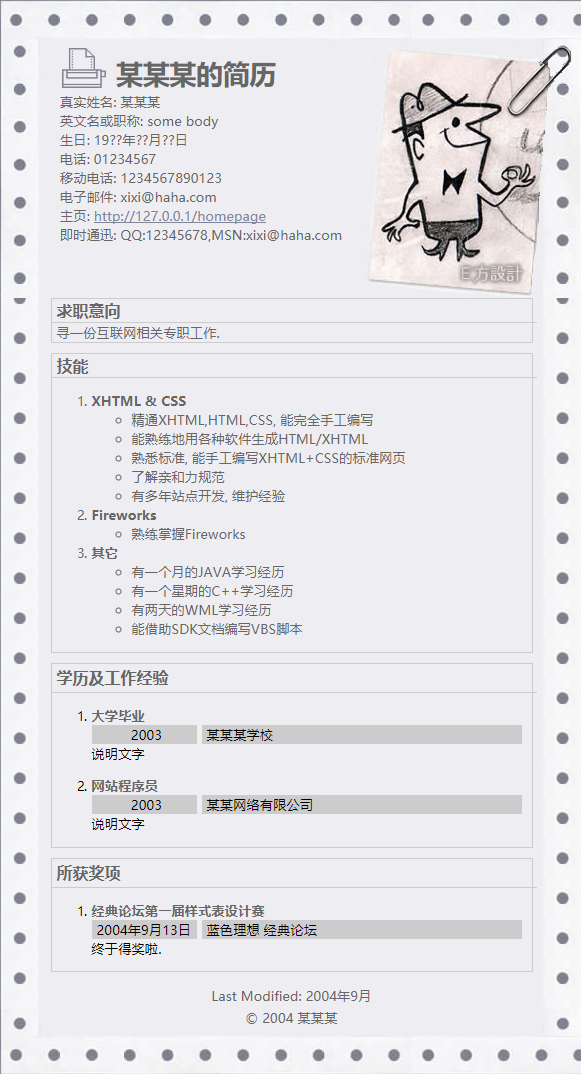 某某某的简历
真实姓名: 某某某
英文名或职称: some body
生日: 19??年??月??日
电话: 01234567
移动电话: 1234567890123
电子邮件: xixi@haha.com
主页: http://127.0.0.1/homepage
即时通迅: QQ:12345678,MSN:xixi@haha.com
E方設計
求职意向
寻一份互联网相关专职工作.
技能
1. XHTML & CSS
精通XHTML,HTML,CSS, 能完全手工编写
能熟练地用各种软件生成HTML/XHTML
熟悉标准, 能手工编写XHTML+CSS的标准网页
了解亲和力规范
有多年站点开发, 维护经验
2. Fireworks
熟练掌握Fireworks
3. 其它
有一个月的JAVA学习经历
有一个星期的C++学习经历
有两天的WML学习经历
能借助SDK文档编写VBS脚本
学历及工作经验
1. 大学毕业
2003 某某某学校
说明文字
2. 网站程序员
2003 某某网络有限公司
说明文字
所获奖项
1. 经典论坛第一届样式表设计赛
2004年9月13日 蓝色理想 经典论坛
终于得奖啦.
Last Modified: 2004年9月
© 2004 某某某